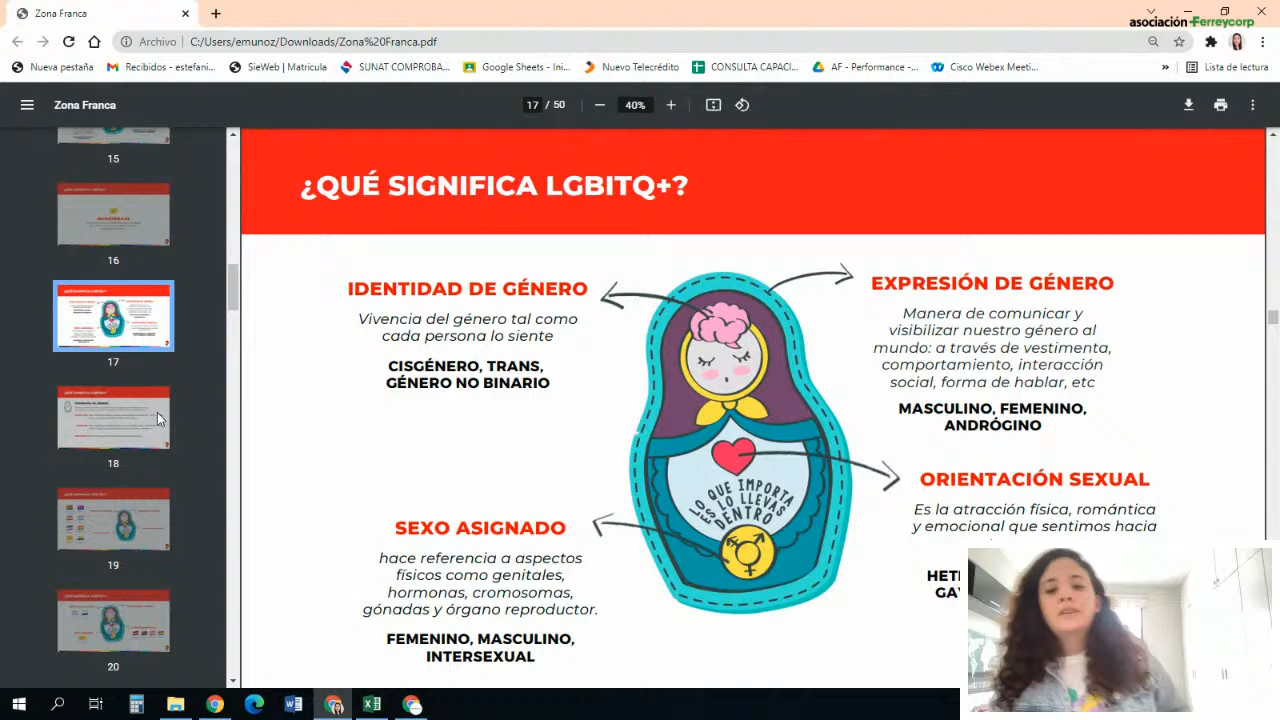 Zona Franca
asociación Ferreycorp
Archivo C:/Users/emunoz/Downloads/Zona%20Franca.pdf
Nueva pestaña Recibidos - estefani... SieWeb | Matricula SUNAT COMPROBA... Google Sheets - Ini... Nuevo Telecrédito CONSULTA CAPACI... AF - Performance -... Cisco Webex Meeti... » Lista de lectura
Zona Franca 17 / 50 40%
15
16
17
18
19
20
¿QUÉ SIGNIFICA LGBITQ+?
IDENTIDAD DE GÉNERO
Vivencia del género tal como
cada persona lo siente
CISGÉNERO, TRANS,
GÉNERO NO BINARIO
EXPRESIÓN DE GÉNERO
Manera de comunicar y
visibilizar nuestro género al
mundo: a través de vestimenta,
comportamiento, interacción
social, forma de hablar, etc
MASCULINO, FEMENINO,
ANDRÓGINO
LO QUE IMPORTA
ES LO LLEVAS
DENTRO
SEXO ASIGNADO
hace referencia a aspectos
físicos como genitales,
hormonas, cromosomas,
gónadas y órgano reproductor.
FEMENINO, MASCULINO,
INTERSEXUAL
ORIENTACIÓN SEXUAL
Es la atracción física, romántica
y emocional que sentimos hacia
HET
GA